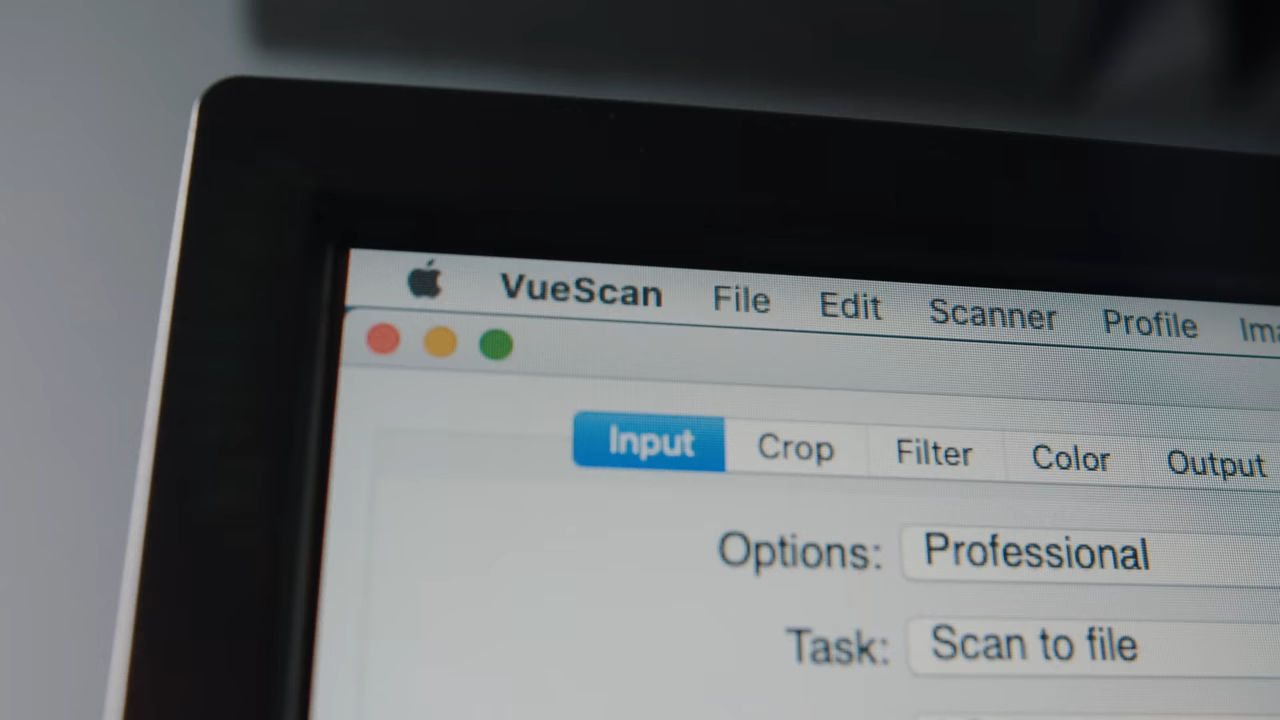 VueScan File Edit Scanner Profile
Input Crop Filter Color Output
Options: Professional
Task: Scan to file